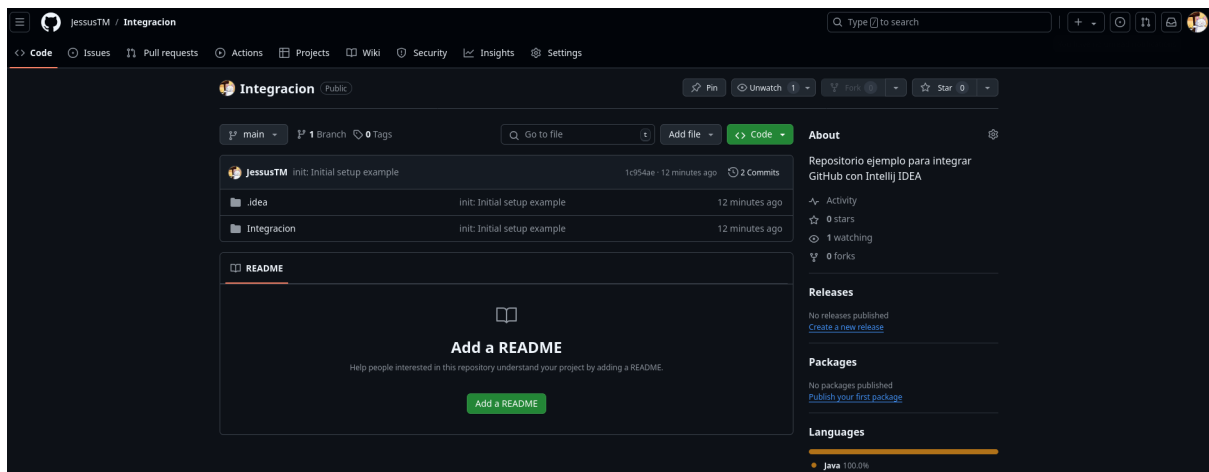 JessusTM / Integracion
Type / to search
Code Issues Pull requests Actions Projects Wiki Security Insights Settings
Integracion Public
Pin Unwatch 1 Fork 0 Star 0
main 1 Branch 0 Tags Go to file t Add file Code
About
Repositorio ejemplo para integrar
GitHub con Intellij IDEA
JessusTM init: Initial setup example 1c954ae · 12 minutes ago 2 Commits
.idea init: Initial setup example 12 minutes ago
Integracion init: Initial setup example 12 minutes ago
Activity
0 stars
1 watching
0 forks
README
Add a README
Help people interested in this repository understand your project by adding a README.
Add a README
Releases
No releases published
Create a new release
Packages
No packages published
Publish your first package
Languages
Java 100.0%